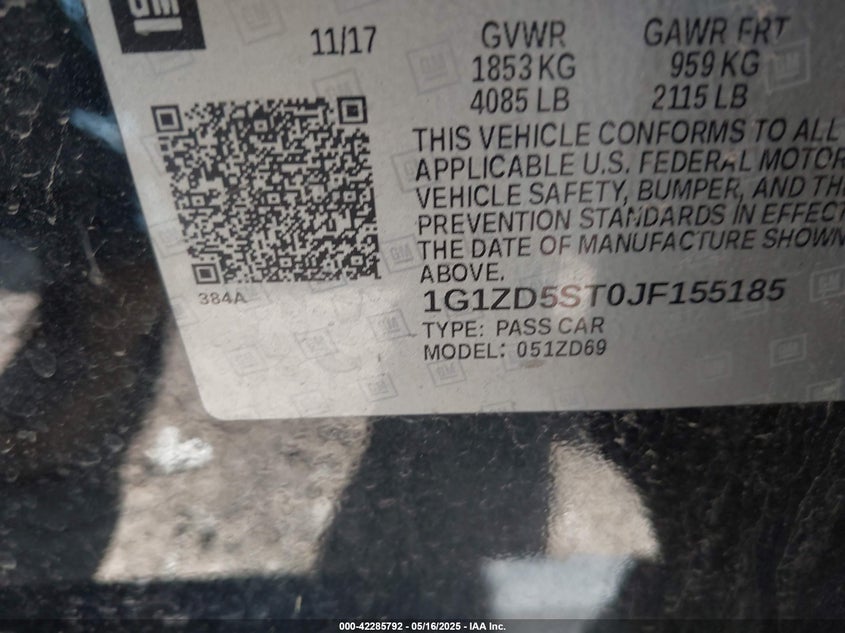 GM
11/17 GVWR GAWR FRT
1853 KG 959 KG
4085 LB 2115 LB
THIS VEHICLE CONFORMS TO ALL
APPLICABLE U.S. FEDERAL MOTOR
VEHICLE SAFETY, BUMPER, AND
PREVENTION STANDARDS IN EFFECT
THE DATE OF MANUFACTURE SHOWN
ABOVE.
384A
1G1ZD5ST0JF155185
TYPE: PASS CAR
MODEL: 051ZD69
000-42285792 - 05/16/2025 - IAA Inc.